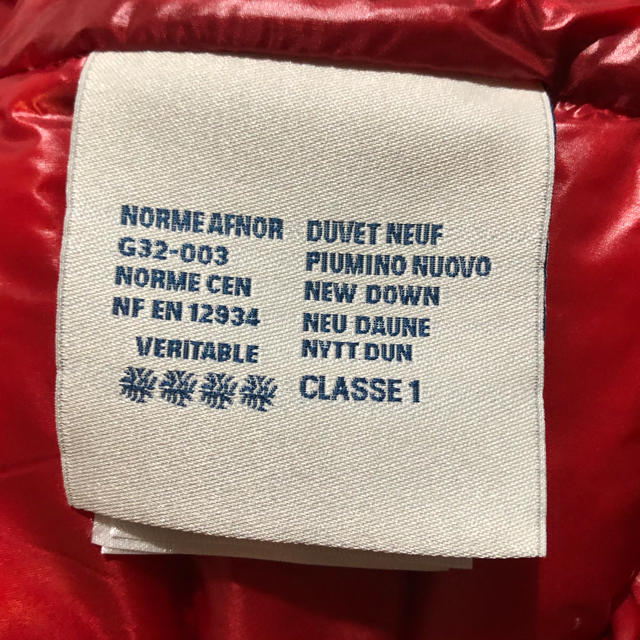 NORME AFNOR
G32-003
NORME CEN
NF EN 12934
VERITABLE
DUVET NEUF
PIUMINO NUOVO
NEW DOWN
NEU DAUNE
NYTT DUN
CLASSE 1